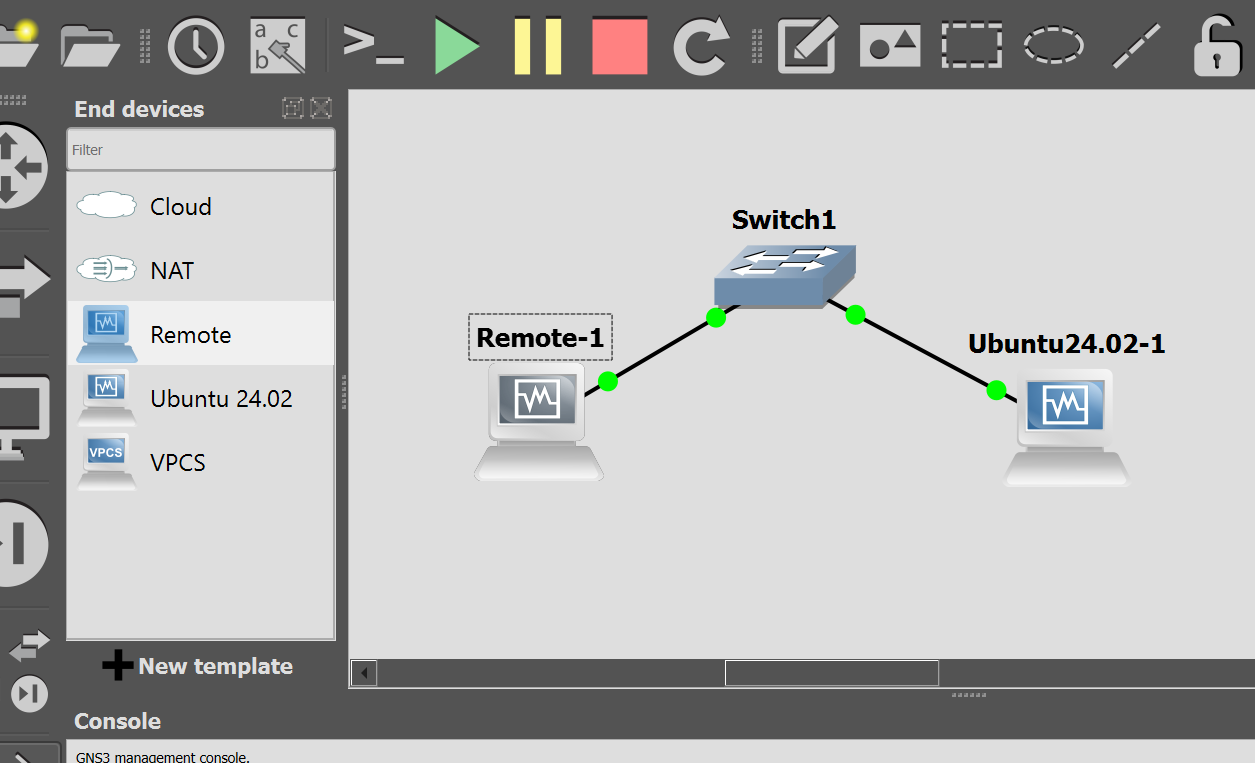 a c
b
>_
End devices
Filter
Cloud
NAT
Remote
Ubuntu 24.02
VPCS
VPCS
New template
Switch1
Remote-1
Ubuntu24.02-1
Console
GNS3 management console.